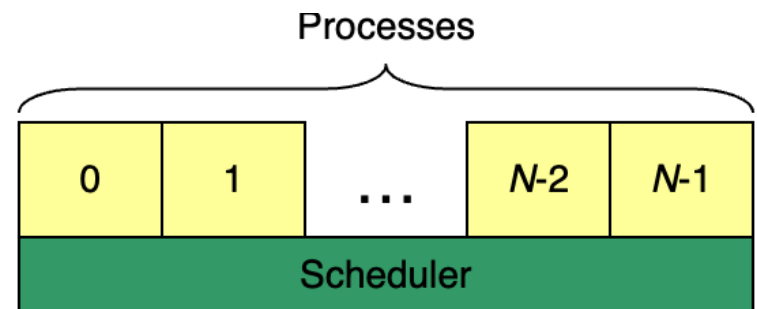 Processes
0 1 ... N-2 N-1
Scheduler